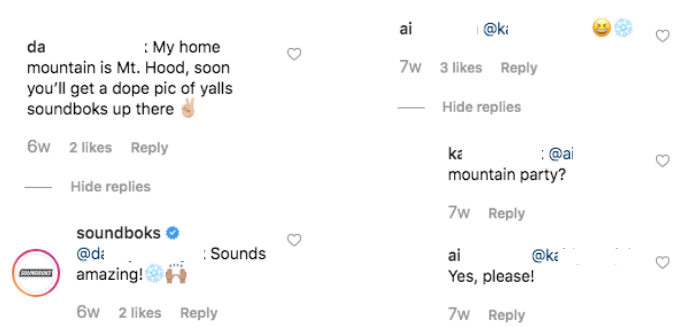 da : My home
mountain is Mt. Hood, soon
you'll get a dope pic of yalls
soundboks up there ✌🏼
6w 2 likes Reply
Hide replies
soundboks
@da : Sounds
amazing!❄️🙌🏽
6w 2 likes Reply
SOUNDBOKS
ai @ka 😆❄️
7w 3 likes Reply
Hide replies
ka : @ai
mountain party?
7w Reply
ai @ka
Yes, please!
7w Reply